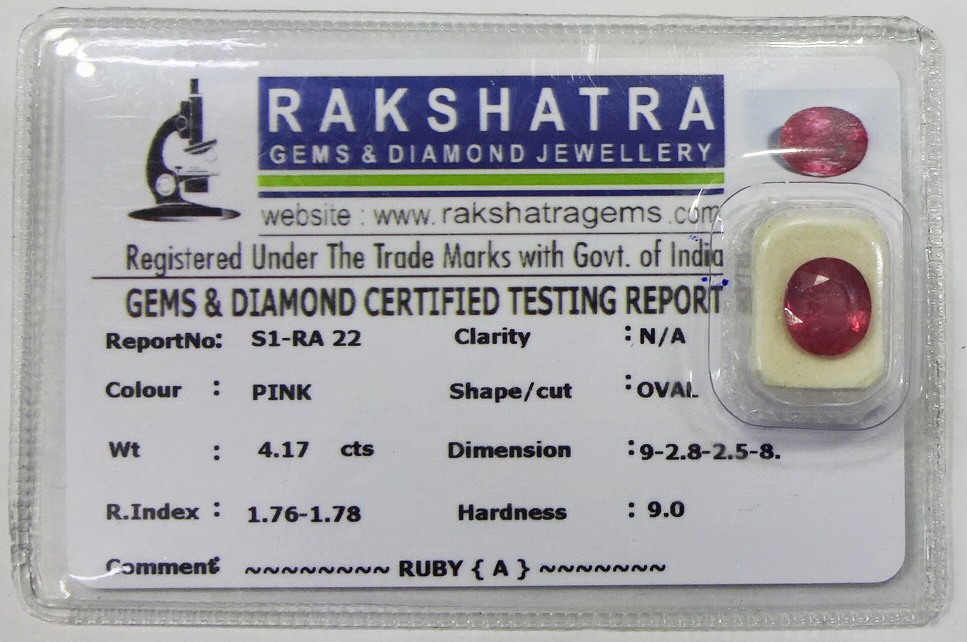 RAKSHATRA
GEMS & DIAMOND JEWELLERY
website : www.rakshatragems.com
Registered Under The Trade Marks with Govt. of India
GEMS & DIAMOND CERTIFIED TESTING REPORT
ReportNo: S1-RA 22 Clarity : N/A
Colour : PINK Shape/cut : OVAL
Wt : 4.17 cts Dimension : 9-2.8-2.5-8.
R.Index : 1.76-1.78 Hardness : 9.0
Comment : ~~~~~~~~ RUBY { A } ~~~~~~~